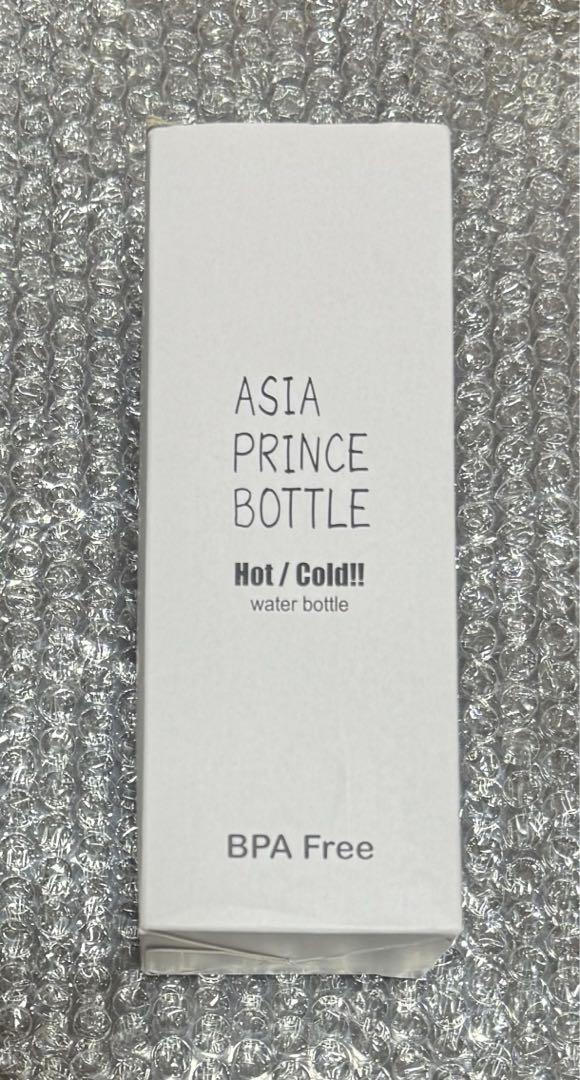 ASIA
PRINCE
BOTTLE
Hot / Cold!!
water bottle
BPA Free